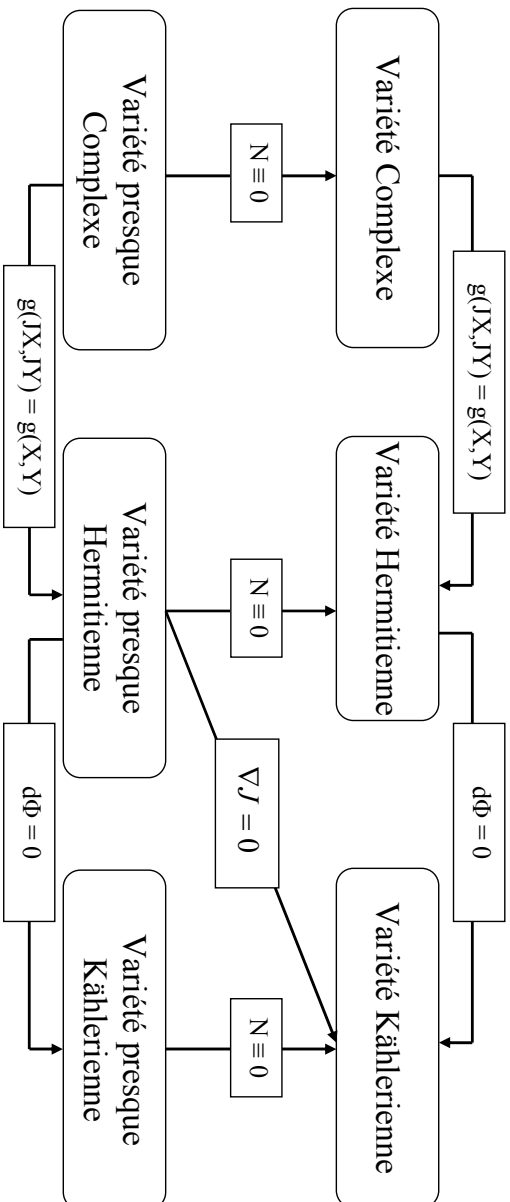 g(JX,JY) = g(X,Y)
dΦ = 0
Variété Complexe
Variété Hermitienne
Variété Kählerienne
N ≡ 0
N ≡ 0
∇J = 0
N ≡ 0
Variété presque
Complexe
Variété presque
Hermitienne
Variété presque
Kählerienne
g(JX,JY) = g(X,Y)
dΦ = 0